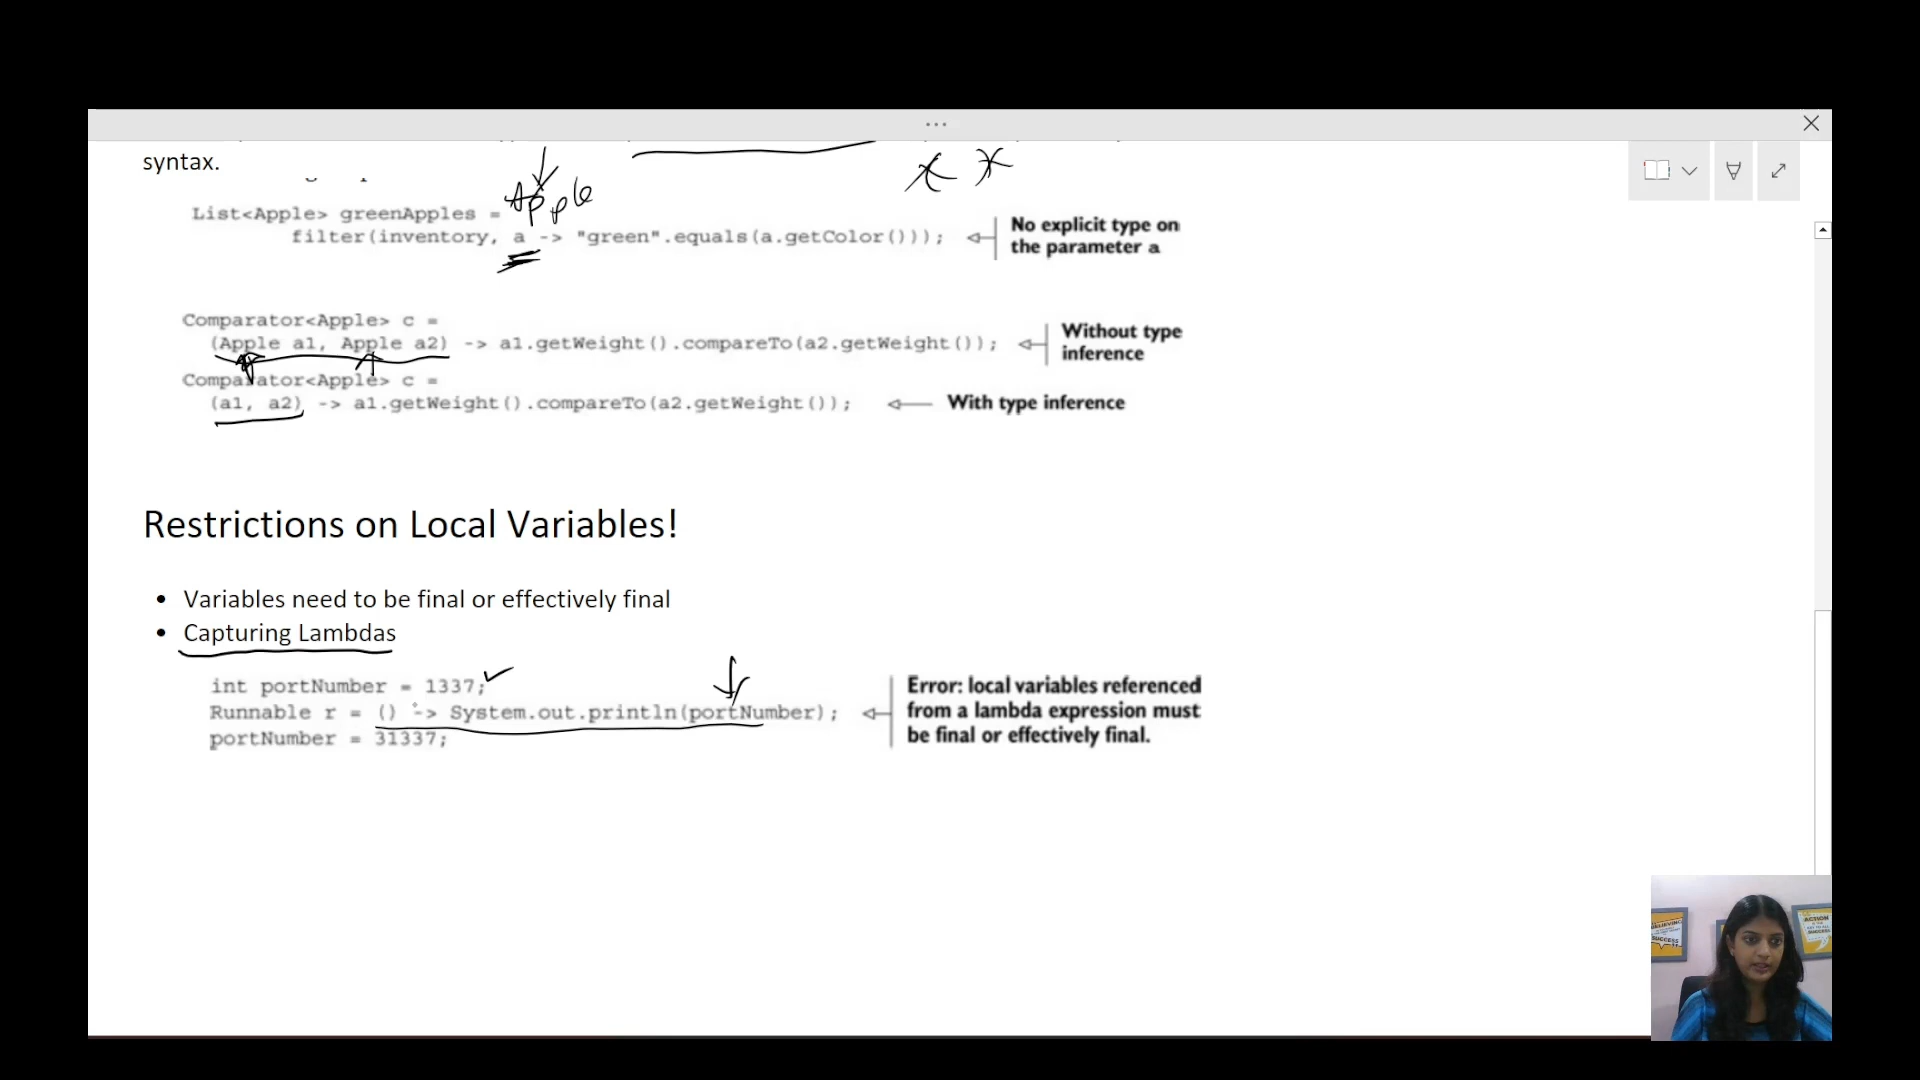 syntax.
Apple
List<Apple> greenApples =
filter(inventory, a -> "green".equals(a.getColor()));
No explicit type on
the parameter a
Comparator<Apple> c =
(Apple a1, Apple a2) -> a1.getWeight().compareTo(a2.getWeight());
Without type
inference
Comparator<Apple> c =
(a1, a2) -> a1.getWeight().compareTo(a2.getWeight());
With type inference
Restrictions on Local Variables!
• Variables need to be final or effectively final
• Capturing Lambdas
int portNumber = 1337;
Runnable r = () -> System.out.println(portNumber);
portNumber = 31337;
Error: local variables referenced
from a lambda expression must
be final or effectively final.
BELIEVING
SUCCESS
ACTION
SUCCESS